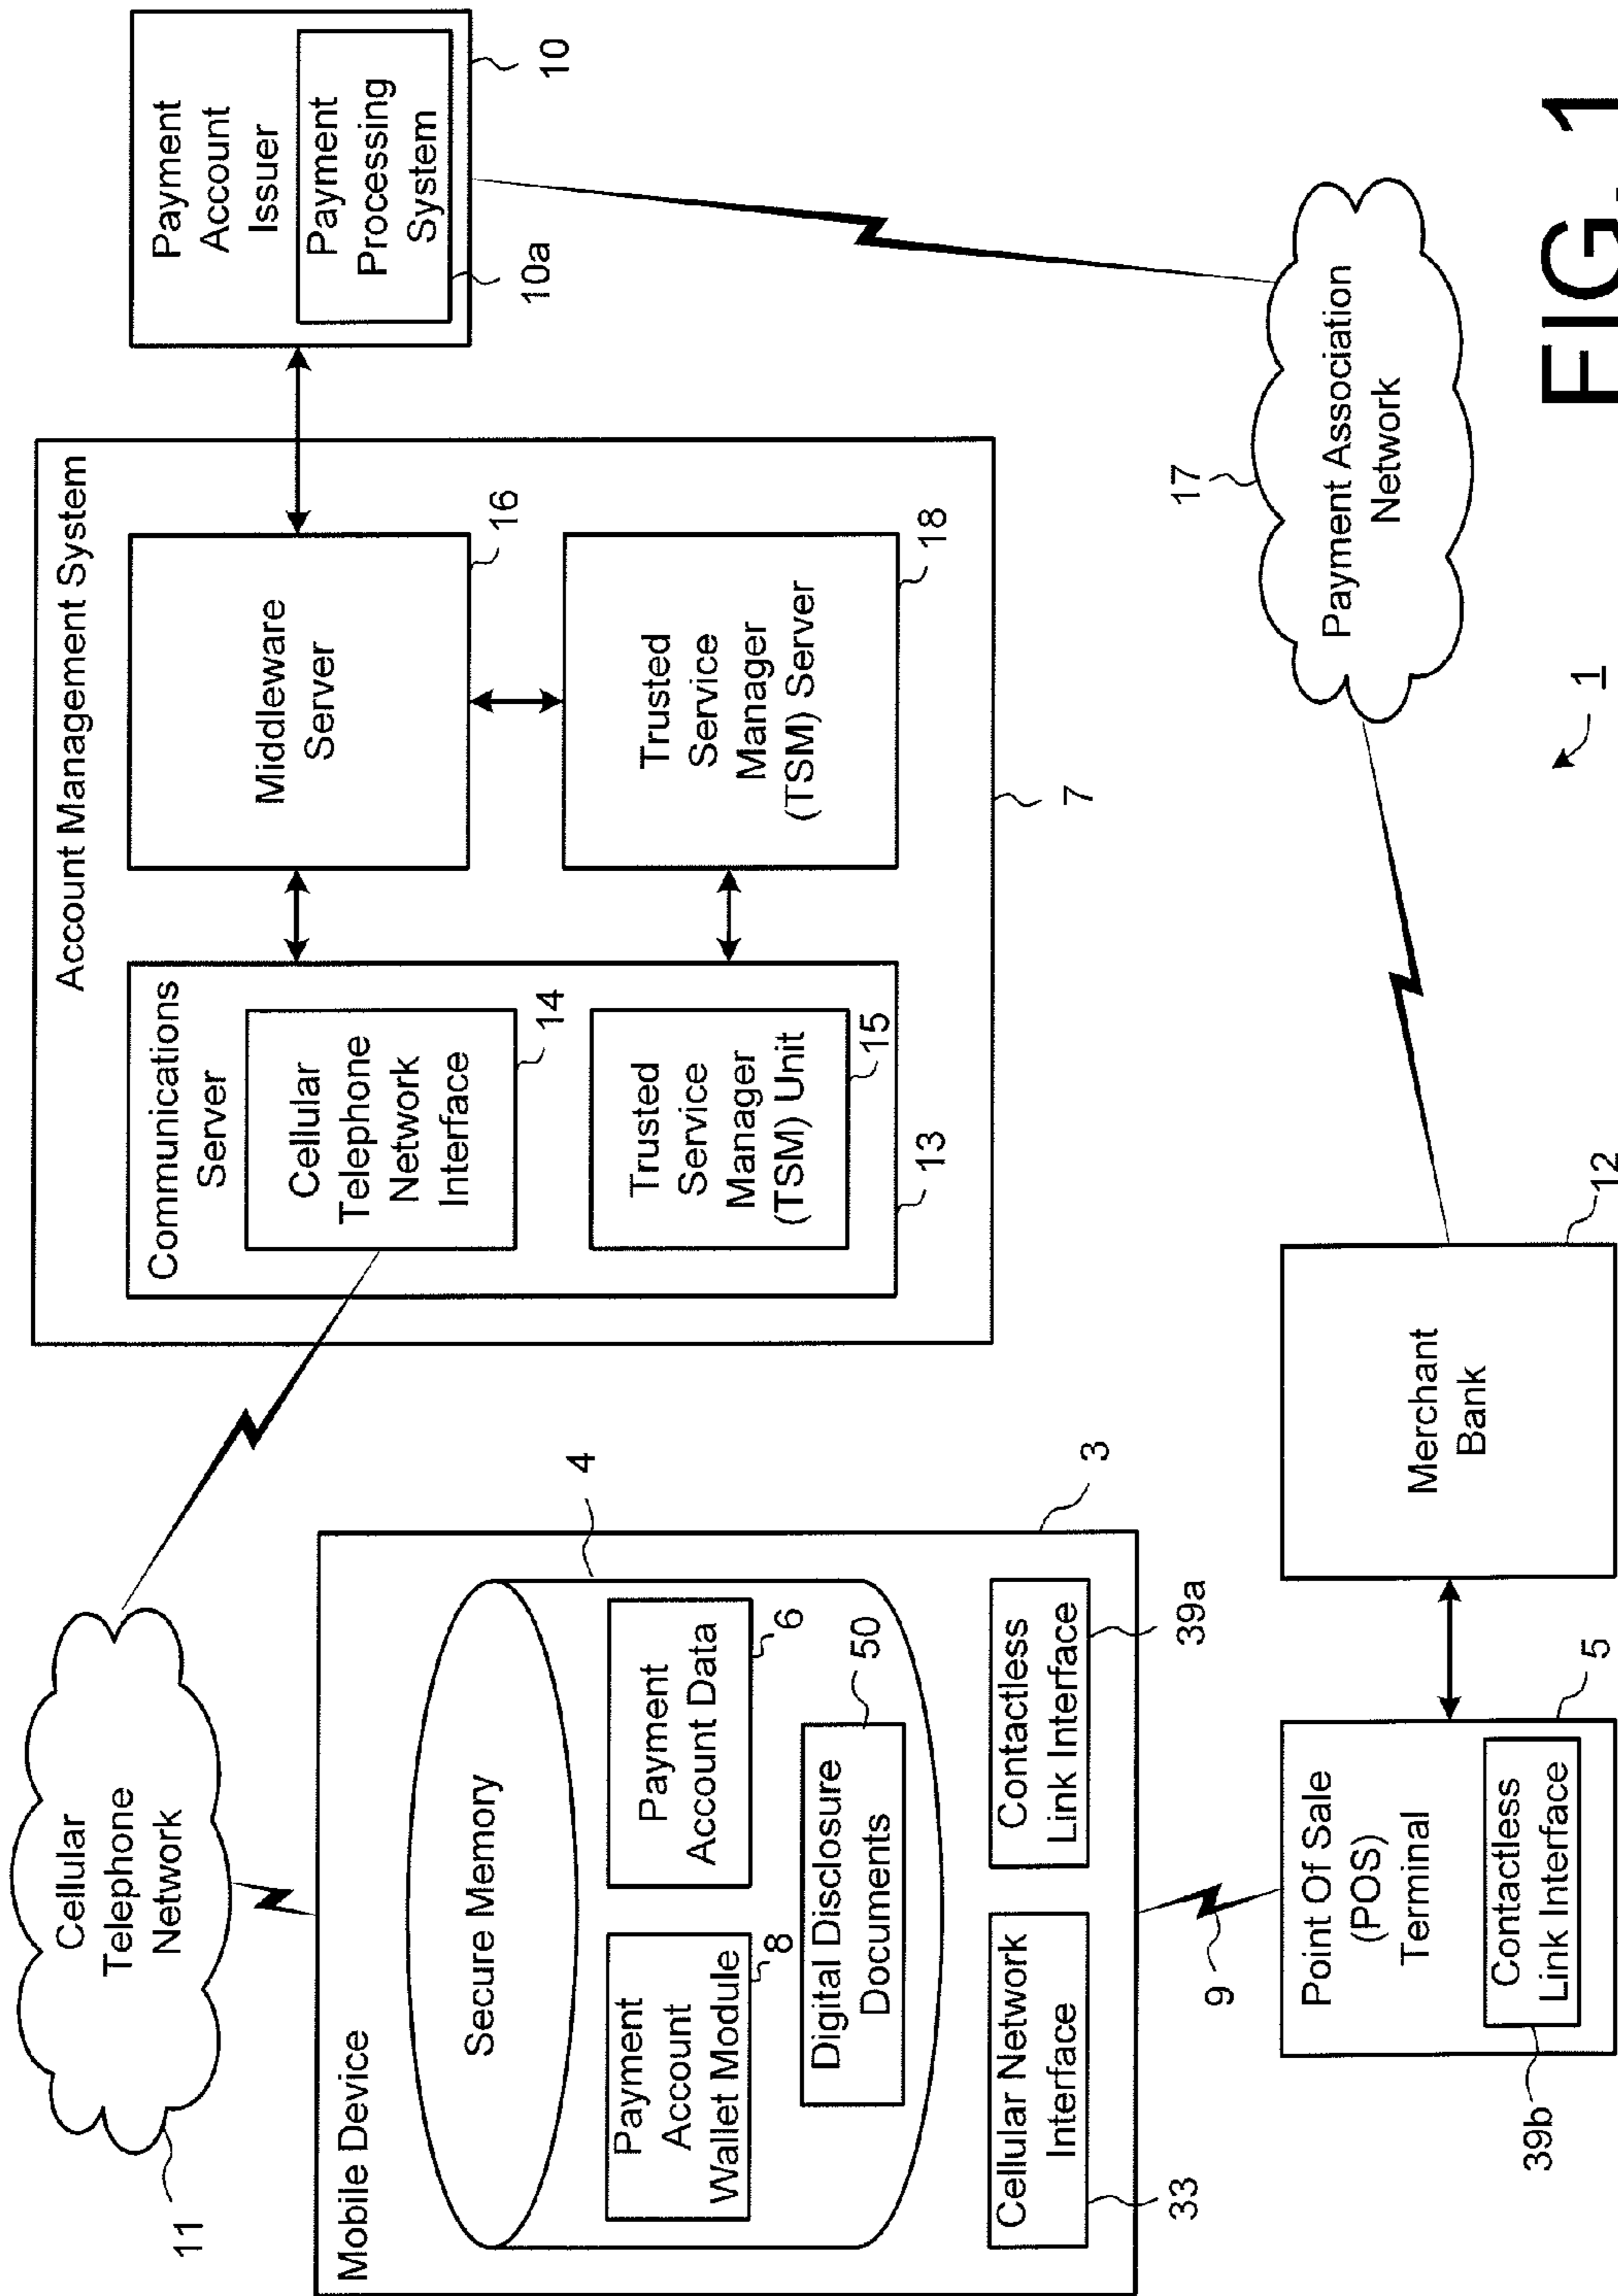 Cellular
Telephone
Network
11
Mobile Device
Secure Memory
4
Payment
Account
Wallet Module
8
Payment
Account Data
6
Digital Disclosure
Documents
50
Cellular Network
Interface
33
Contactless
Link Interface
39a
3
9
Account Management System
Communications
Server
Cellular
Telephone
Network
Interface
14
Trusted
Service
Manager
(TSM) Unit
15
13
Middleware
Server
16
Trusted
Service
Manager
(TSM) Server
18
7
Payment
Account
Issuer
Payment
Processing
System
10a
10
Point Of Sale
(POS)
Terminal
5
Contactless
Link Interface
39b
Merchant
Bank
12
Payment Association
Network
17
1
FIG. 1